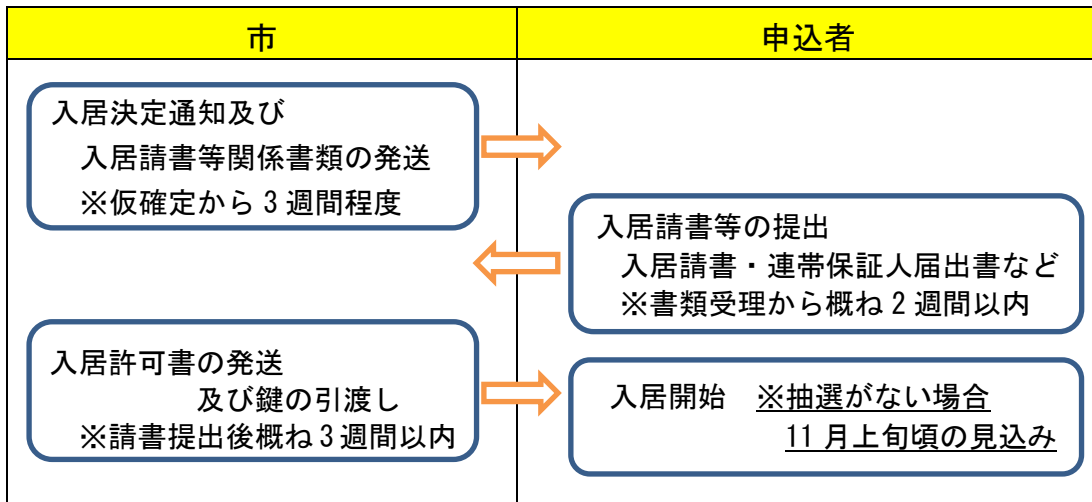 市
申込者
入居決定通知及び
入居請書等関係書類の発送
※仮確定から3週間程度
入居請書等の提出
入居請書・連帯保証人届出書など
※書類受理から概ね2週間以内
入居許可書の発送
及び鍵の引渡し
※請書提出後概ね3週間以内
入居開始　※抽選がない場合
11月上旬頃の見込み